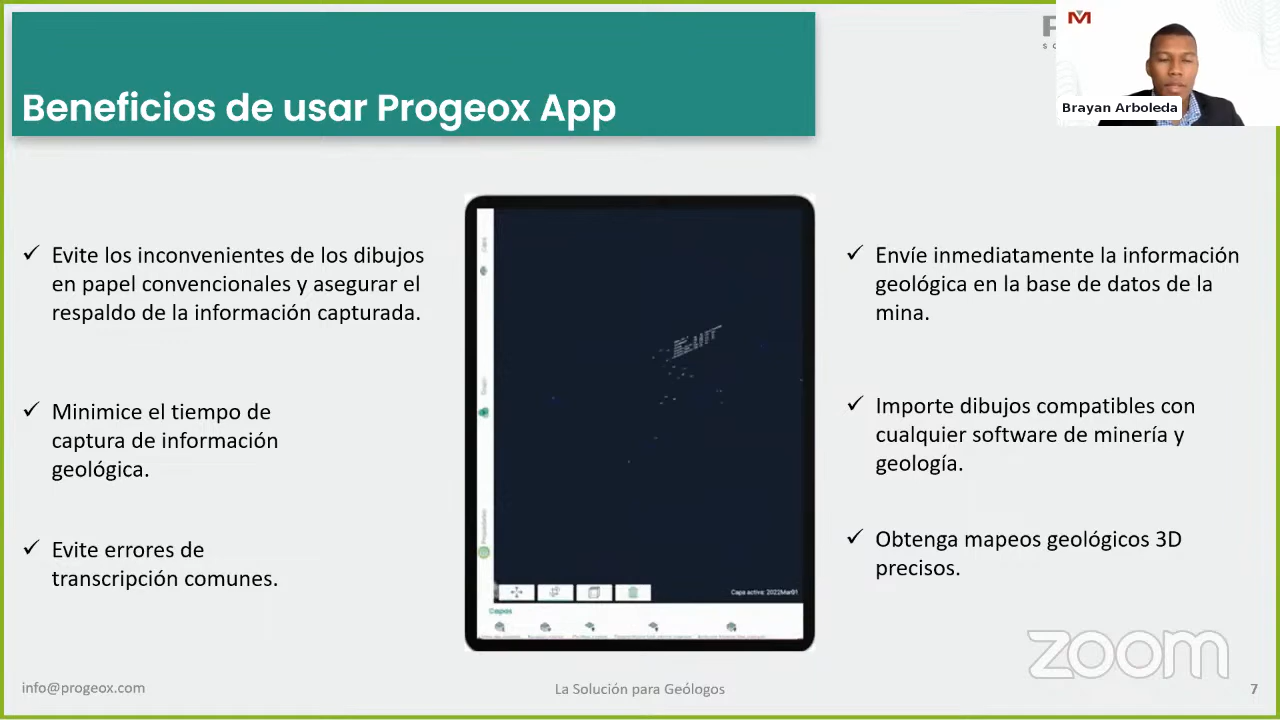 Beneficios de usar Progeox App
Brayan Arboleda
Evite los inconvenientes de los dibujos
en papel convencionales y asegurar el
respaldo de la información capturada.
Minimice el tiempo de
captura de información
geológica.
Evite errores de
transcripción comunes.
Propiedades
Capa activa: 2022Mar01
Capas
Envíe inmediatamente la información
geológica en la base de datos de la
mina.
Importe dibujos compatibles con
cualquier software de minería y
geología.
Obtenga mapeos geológicos 3D
precisos.
zoom
info@progeox.com
La Solución para Geólogos
7